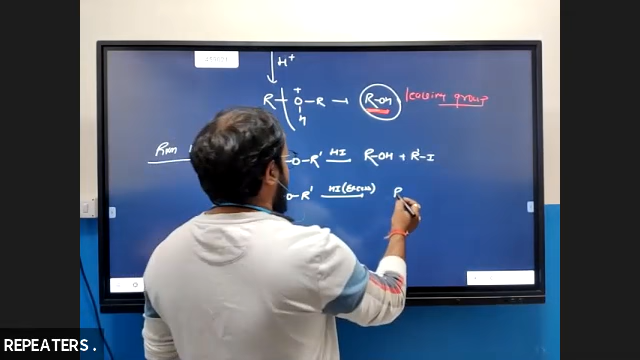 H⁺
R—O⁺—R → R–OH leaving group
H
Rxn
–O–R' HI R–OH + R'–I
O–R' HI(Excess) R
REPEATERS .